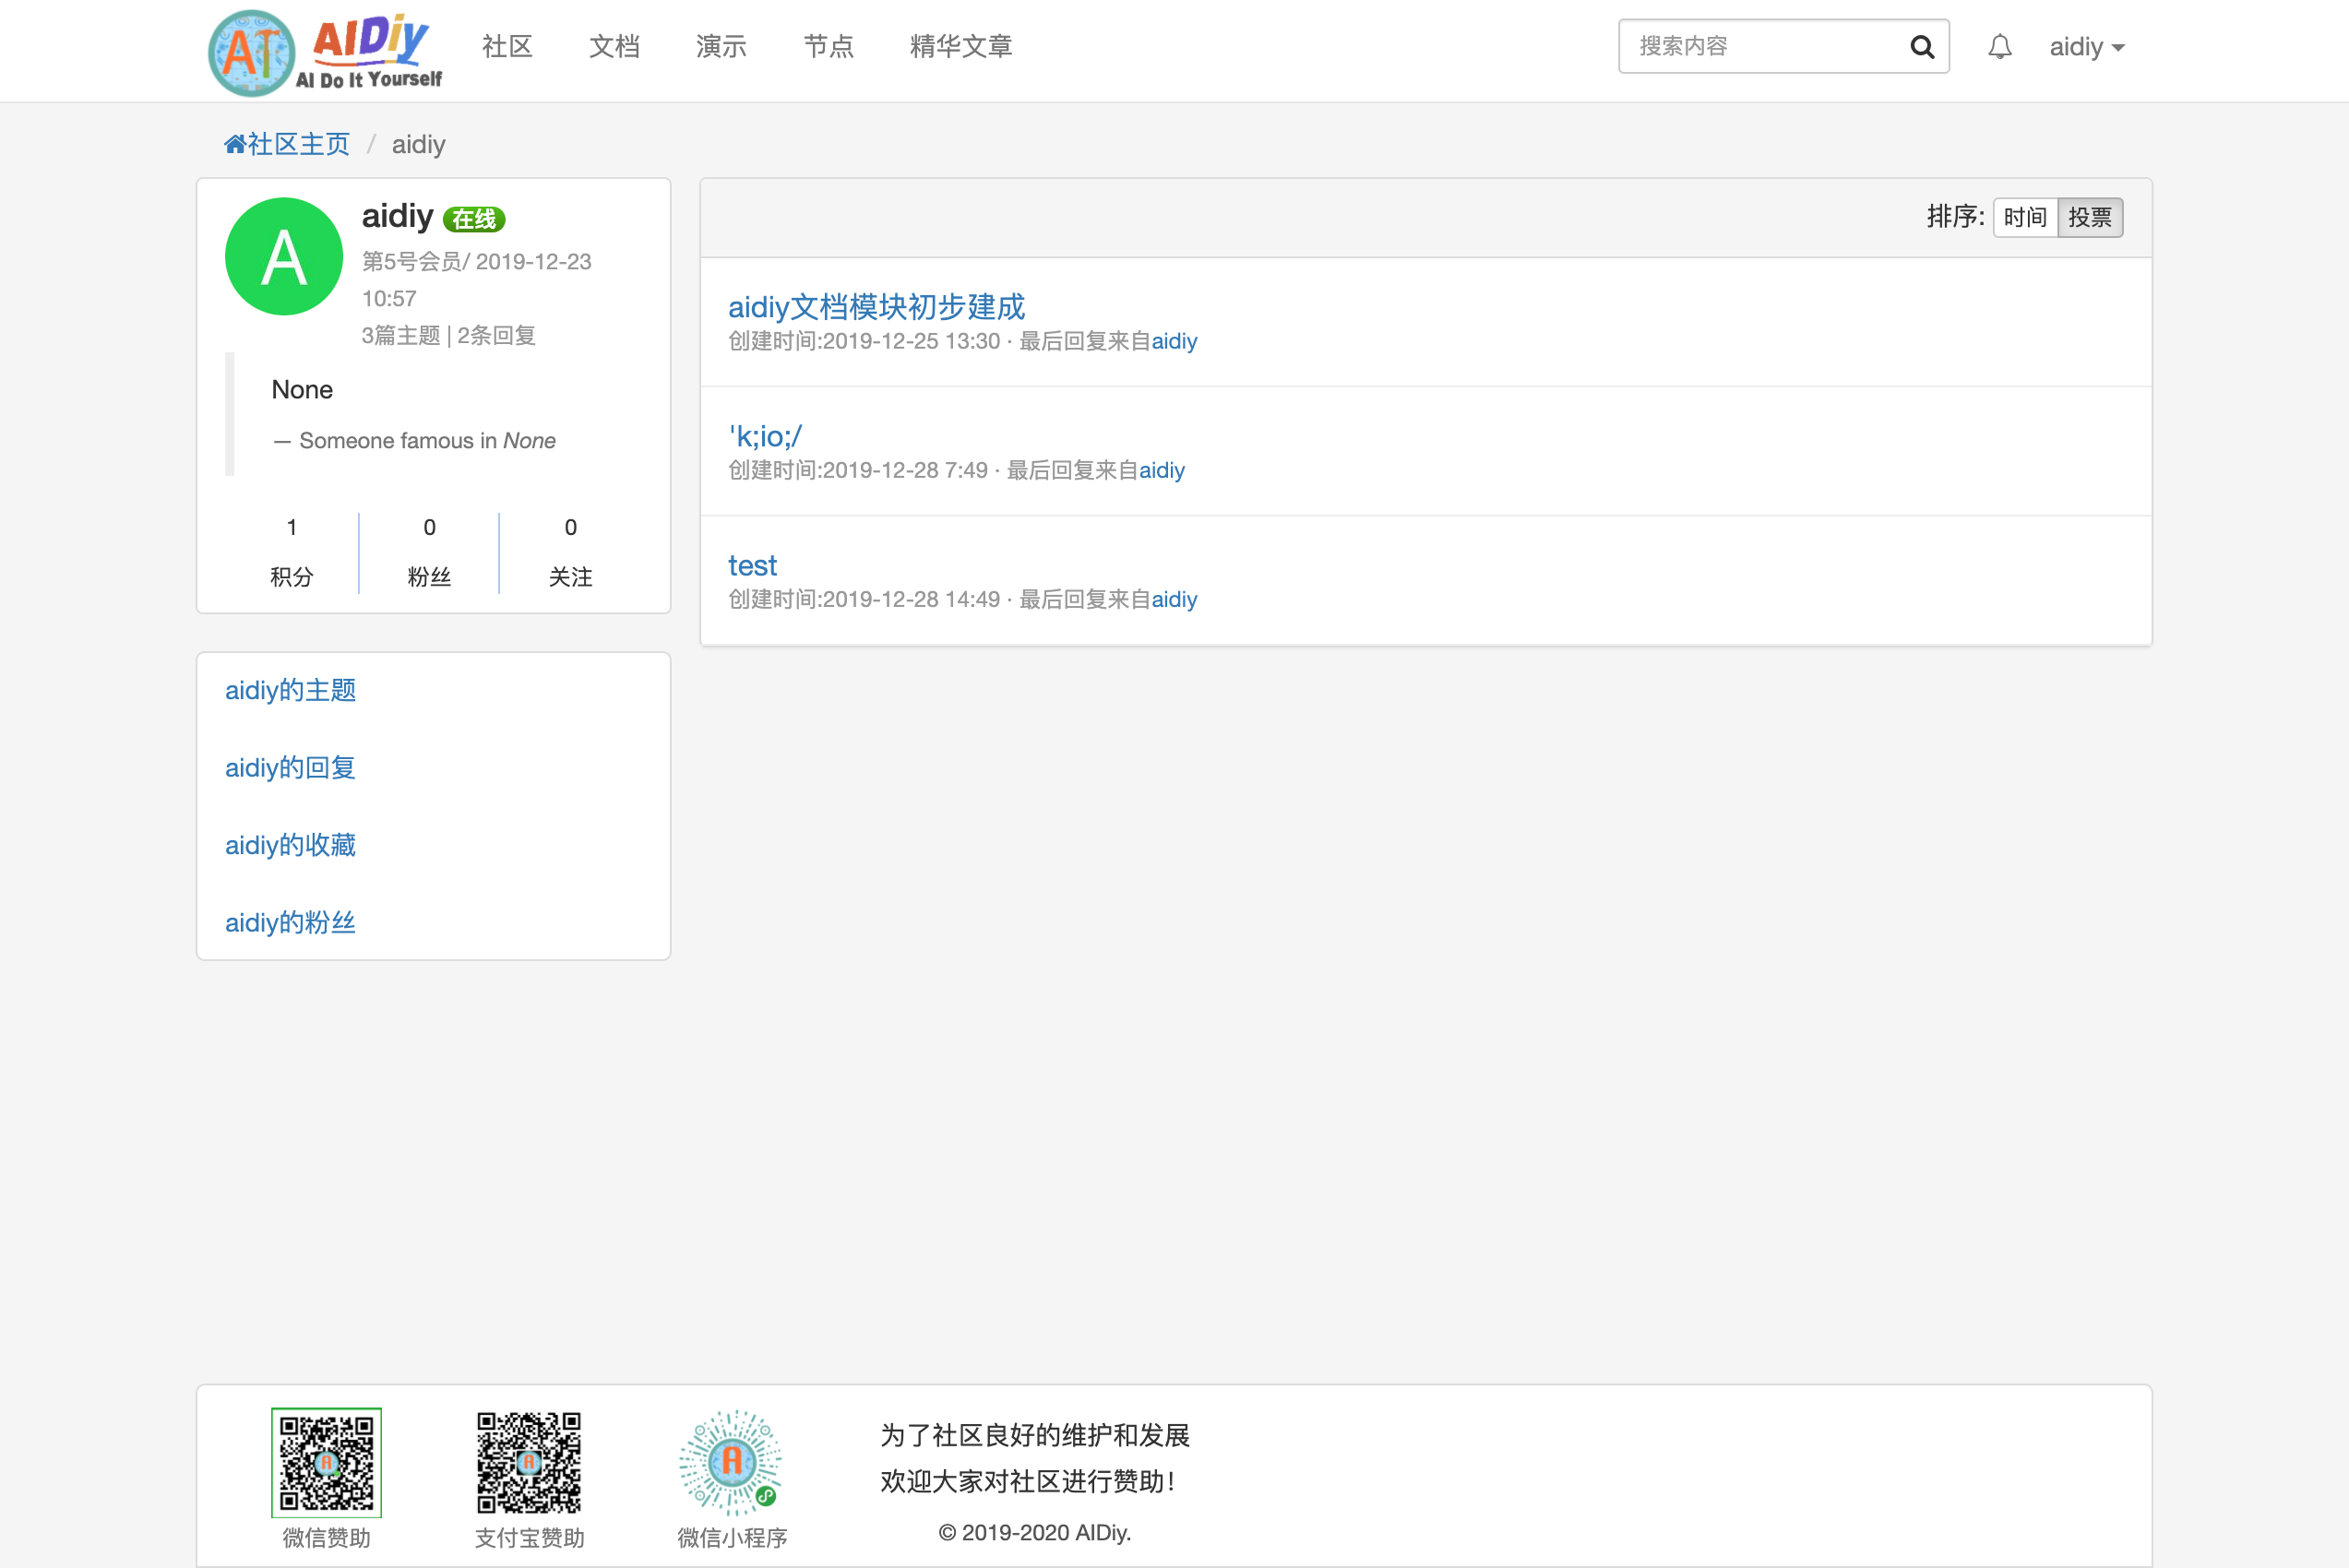 AIDiy
AI Do It Yourself
社区 文档 演示 节点 精华文章
搜索内容
aidiy
社区主页 / aidiy
A
aidiy 在线
第5号会员/ 2019-12-23
10:57
3篇主题 | 2条回复
None
— Someone famous in None
1 0 0
积分 粉丝 关注
aidiy的主题
aidiy的回复
aidiy的收藏
aidiy的粉丝
排序: 时间 投票
aidiy文档模块初步建成
创建时间:2019-12-25 13:30 · 最后回复来自aidiy
'k;io;/
创建时间:2019-12-28 7:49 · 最后回复来自aidiy
test
创建时间:2019-12-28 14:49 · 最后回复来自aidiy
微信赞助
支付宝赞助
微信小程序
为了社区良好的维护和发展
欢迎大家对社区进行赞助!
© 2019-2020 AIDiy.